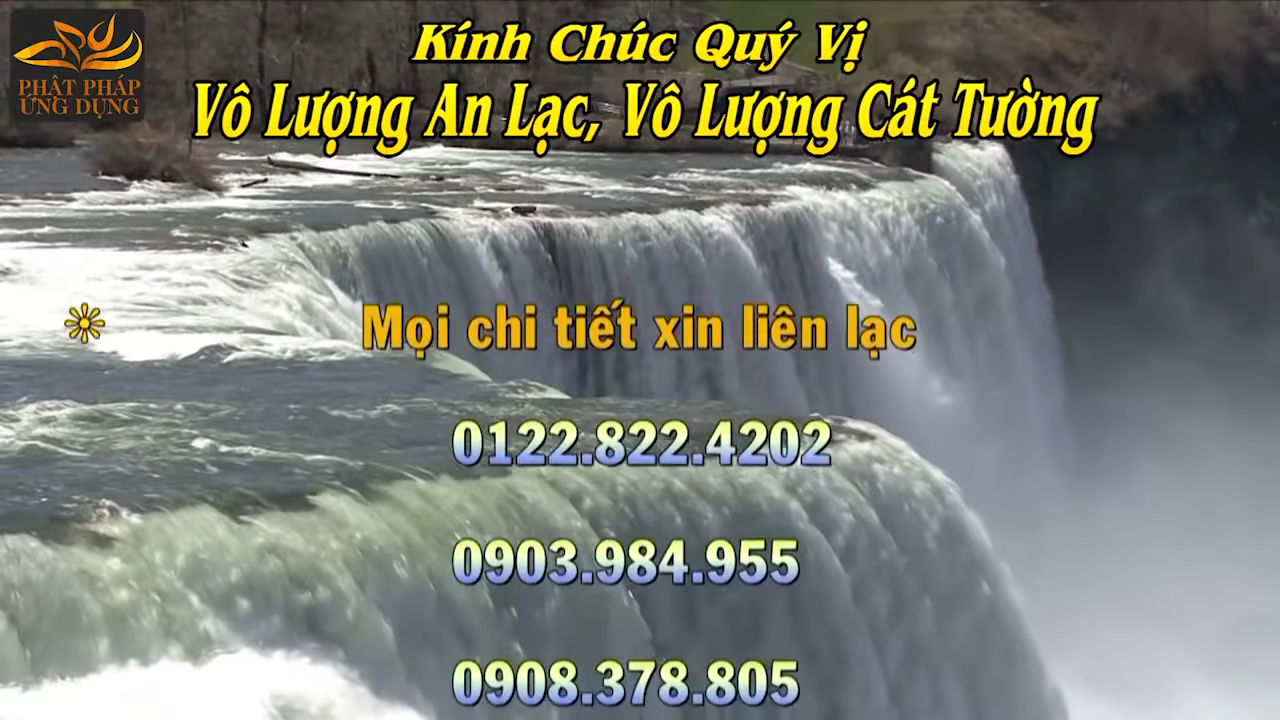 PHẬT PHÁP
ỨNG DỤNG
Kính Chúc Quý Vị
Vô Lượng An Lạc, Vô Lượng Cát Tường
Mọi chi tiết xin liên lạc
0122.822.4202
0903.984.955
0908.378.805